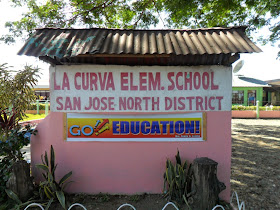 LA CURVA ELEM. SCHOOL
SAN JOSE NORTH DISTRICT
GO EDUCATION!